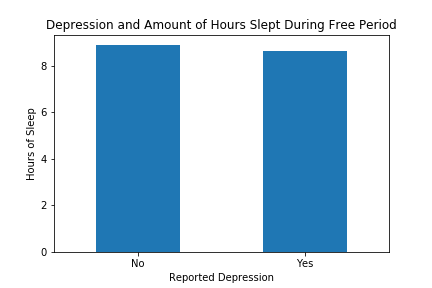 Depression and Amount of Hours Slept During Free Period
Hours of Sleep
8
6
4
2
0
No
Yes
Reported Depression